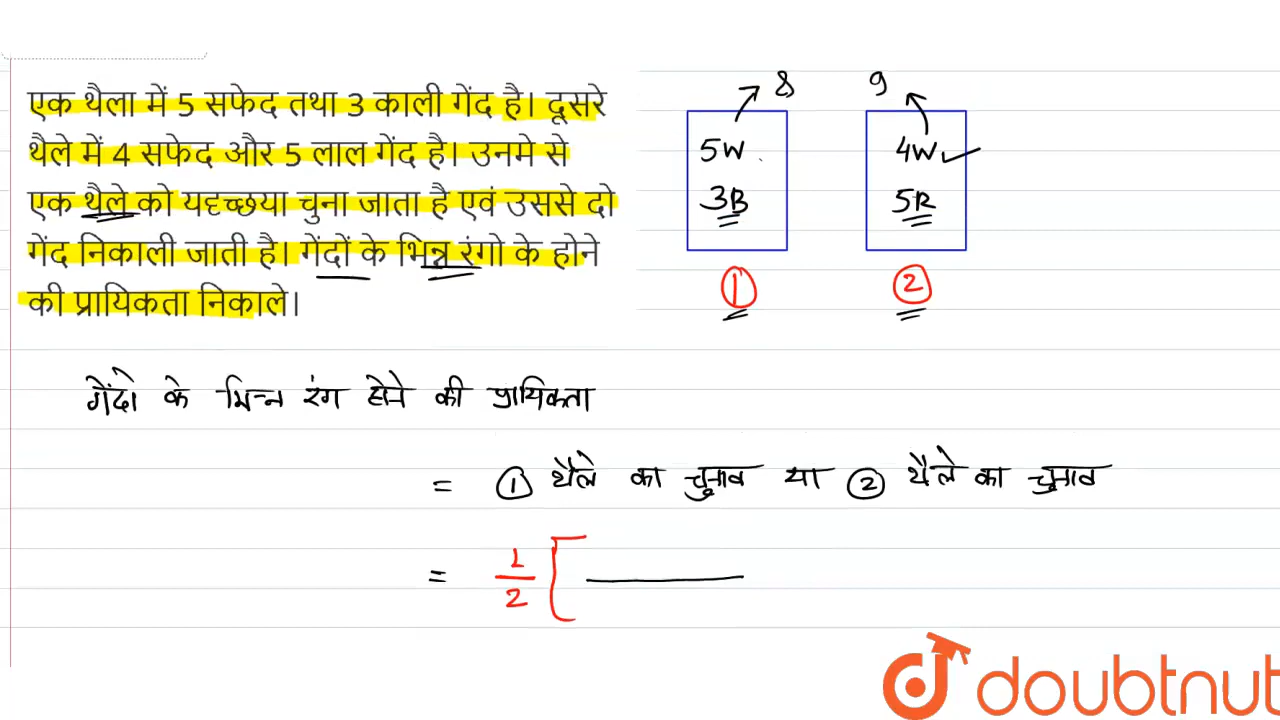 एक थैला में 5 सफेद तथा 3 काली गेंद है। दूसरे
थैले में 4 सफेद और 5 लाल गेंद है। उनमे से
एक थैले को यदृच्छया चुना जाता है एवं उससे दो
गेंद निकाली जाती है। गेंदों के भिन्न रंगो के होने
की प्रायिकता निकाले।
8 9
5W 4W
3B 5R
1 2
गेंदो के भिन्न रंग होने की प्रायिकता
= ① थैले का चुनाव या ② थैले का चुनाव
= 1/2 [
doubtnut